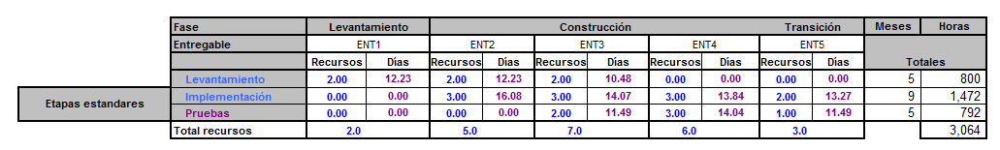 Fase Levantamiento Construcción Transición Meses Horas
Entregable ENT1 ENT2 ENT3 ENT4 ENT5 Totales
Recursos Días Recursos Días Recursos Días Recursos Días Recursos Días
Levantamiento 2.00 12.23 2.00 12.23 2.00 10.48 0.00 0.00 0.00 0.00 5 800
Etapas estandares Implementación 0.00 0.00 3.00 16.08 3.00 14.07 3.00 13.84 2.00 13.27 9 1,472
Pruebas 0.00 0.00 0.00 0.00 2.00 11.49 3.00 14.04 1.00 11.49 5 792
Total recursos 2.0 5.0 7.0 6.0 3.0 3,064